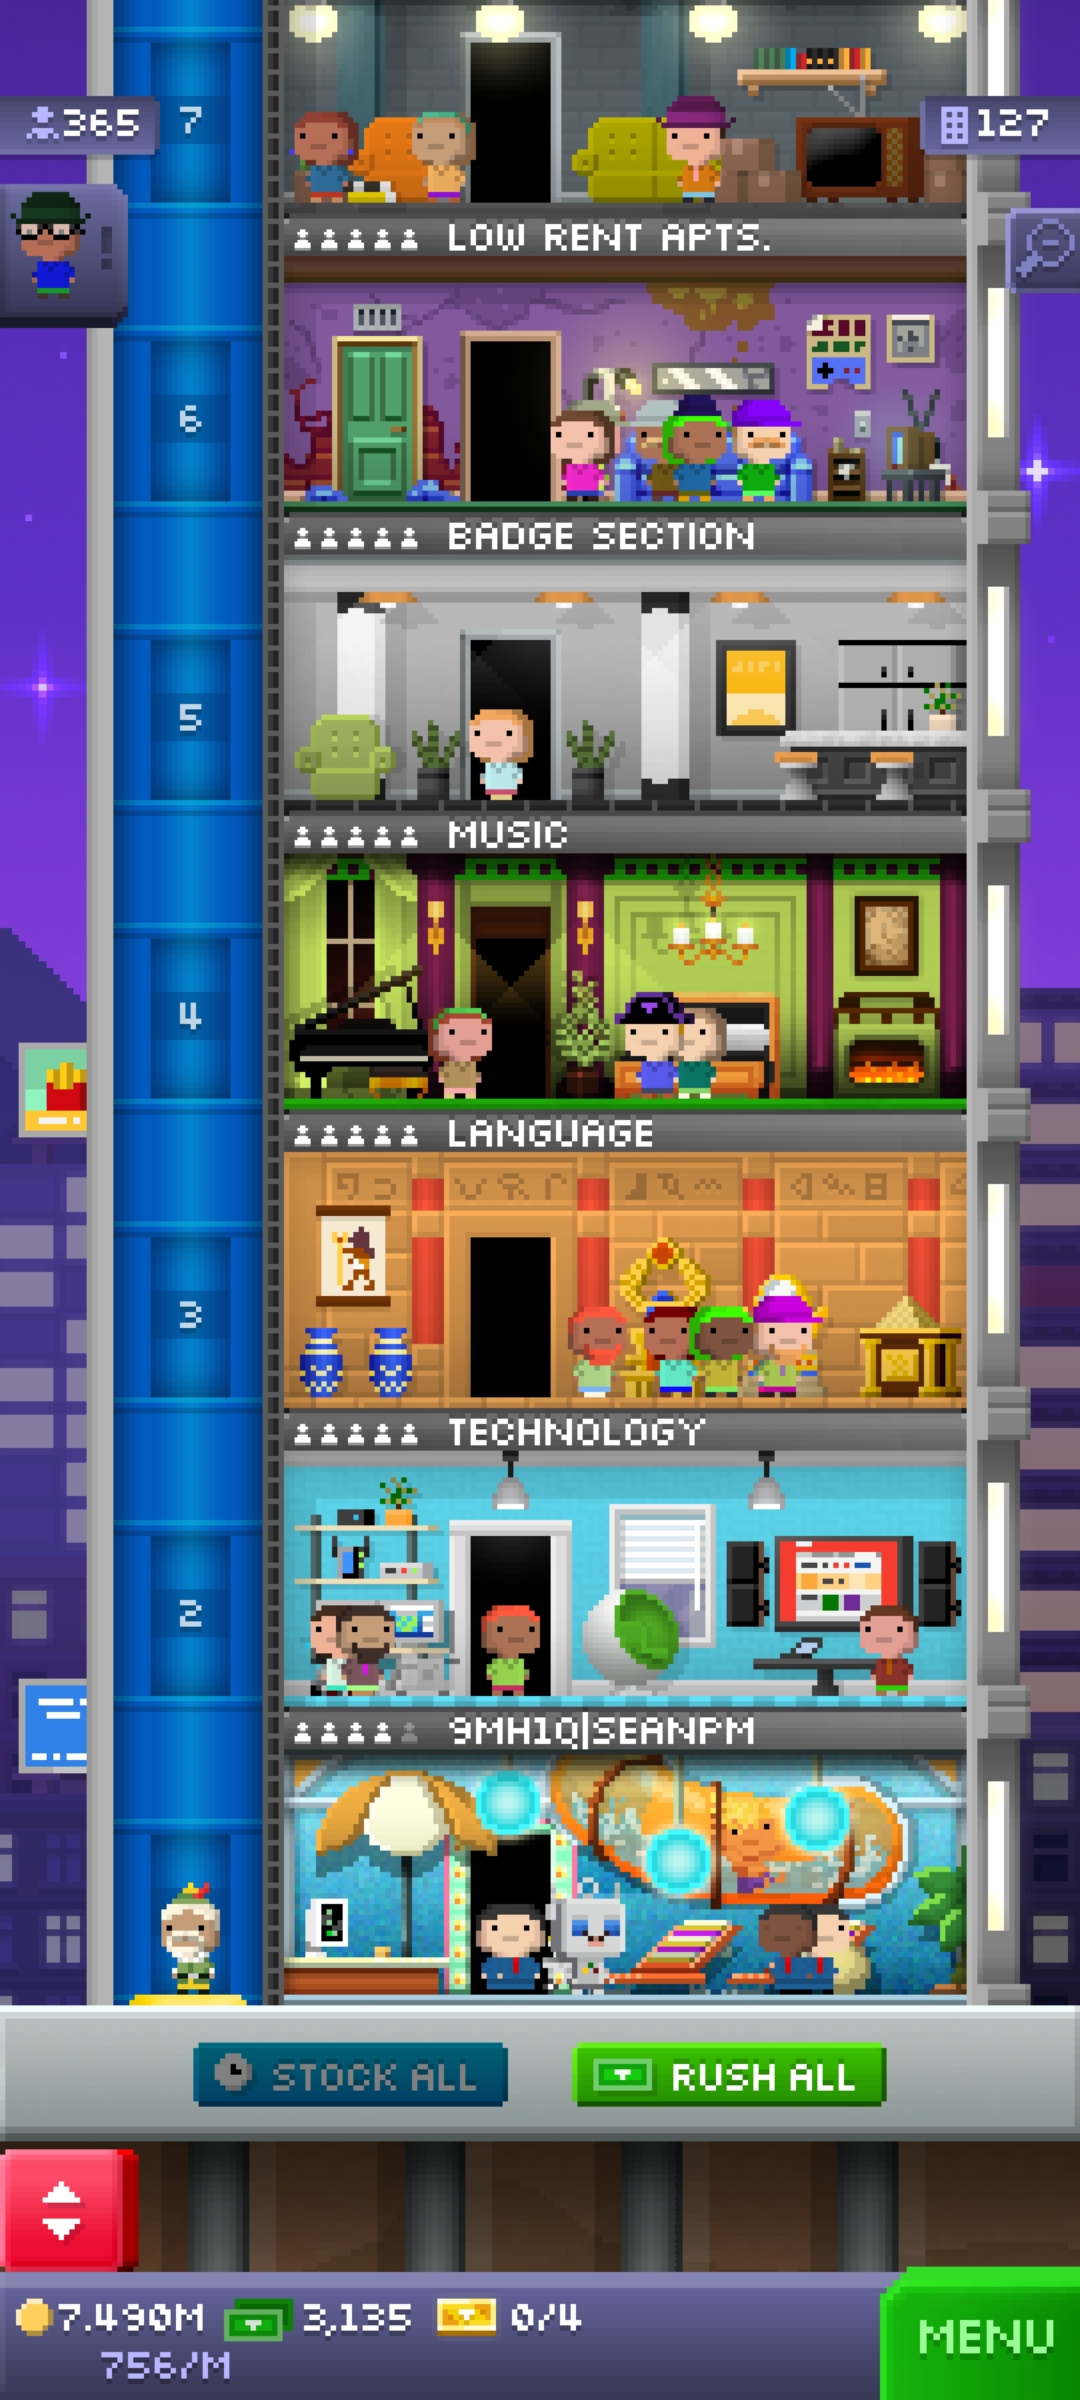 365
7
127
LOW RENT APTS.
6
BADGE SECTION
5
MUSIC
4
LANGUAGE
3
TECHNOLOGY
2
9MH1Q|SEANPM
STOCK ALL
RUSH ALL
7.490M 3,135 0/4
756/M
MENU